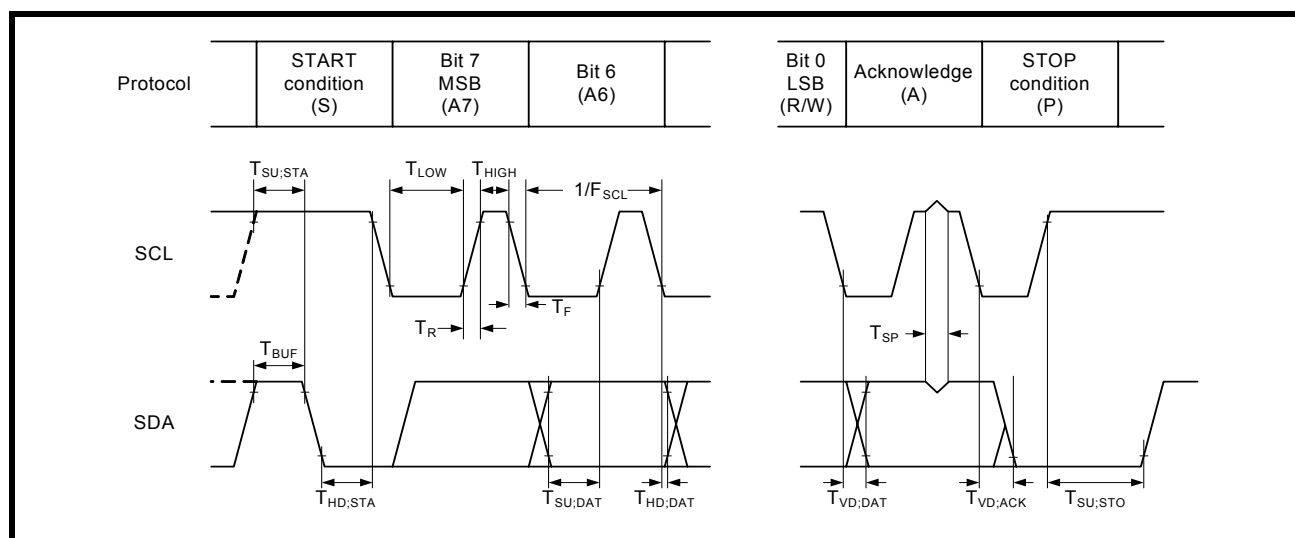 Protocol
START
condition
(S)
Bit 7
MSB
(A7)
Bit 6
(A6)
Bit 0
LSB
(R/W)
Acknowledge
(A)
STOP
condition
(P)
TSU;STA
TLOW
THIGH
1/FSCL
SCL
TF
TR
TSP
TBUF
SDA
THD;STA
TSU;DAT
THD;DAT
TVD;DAT
TVD;ACK
TSU;STO